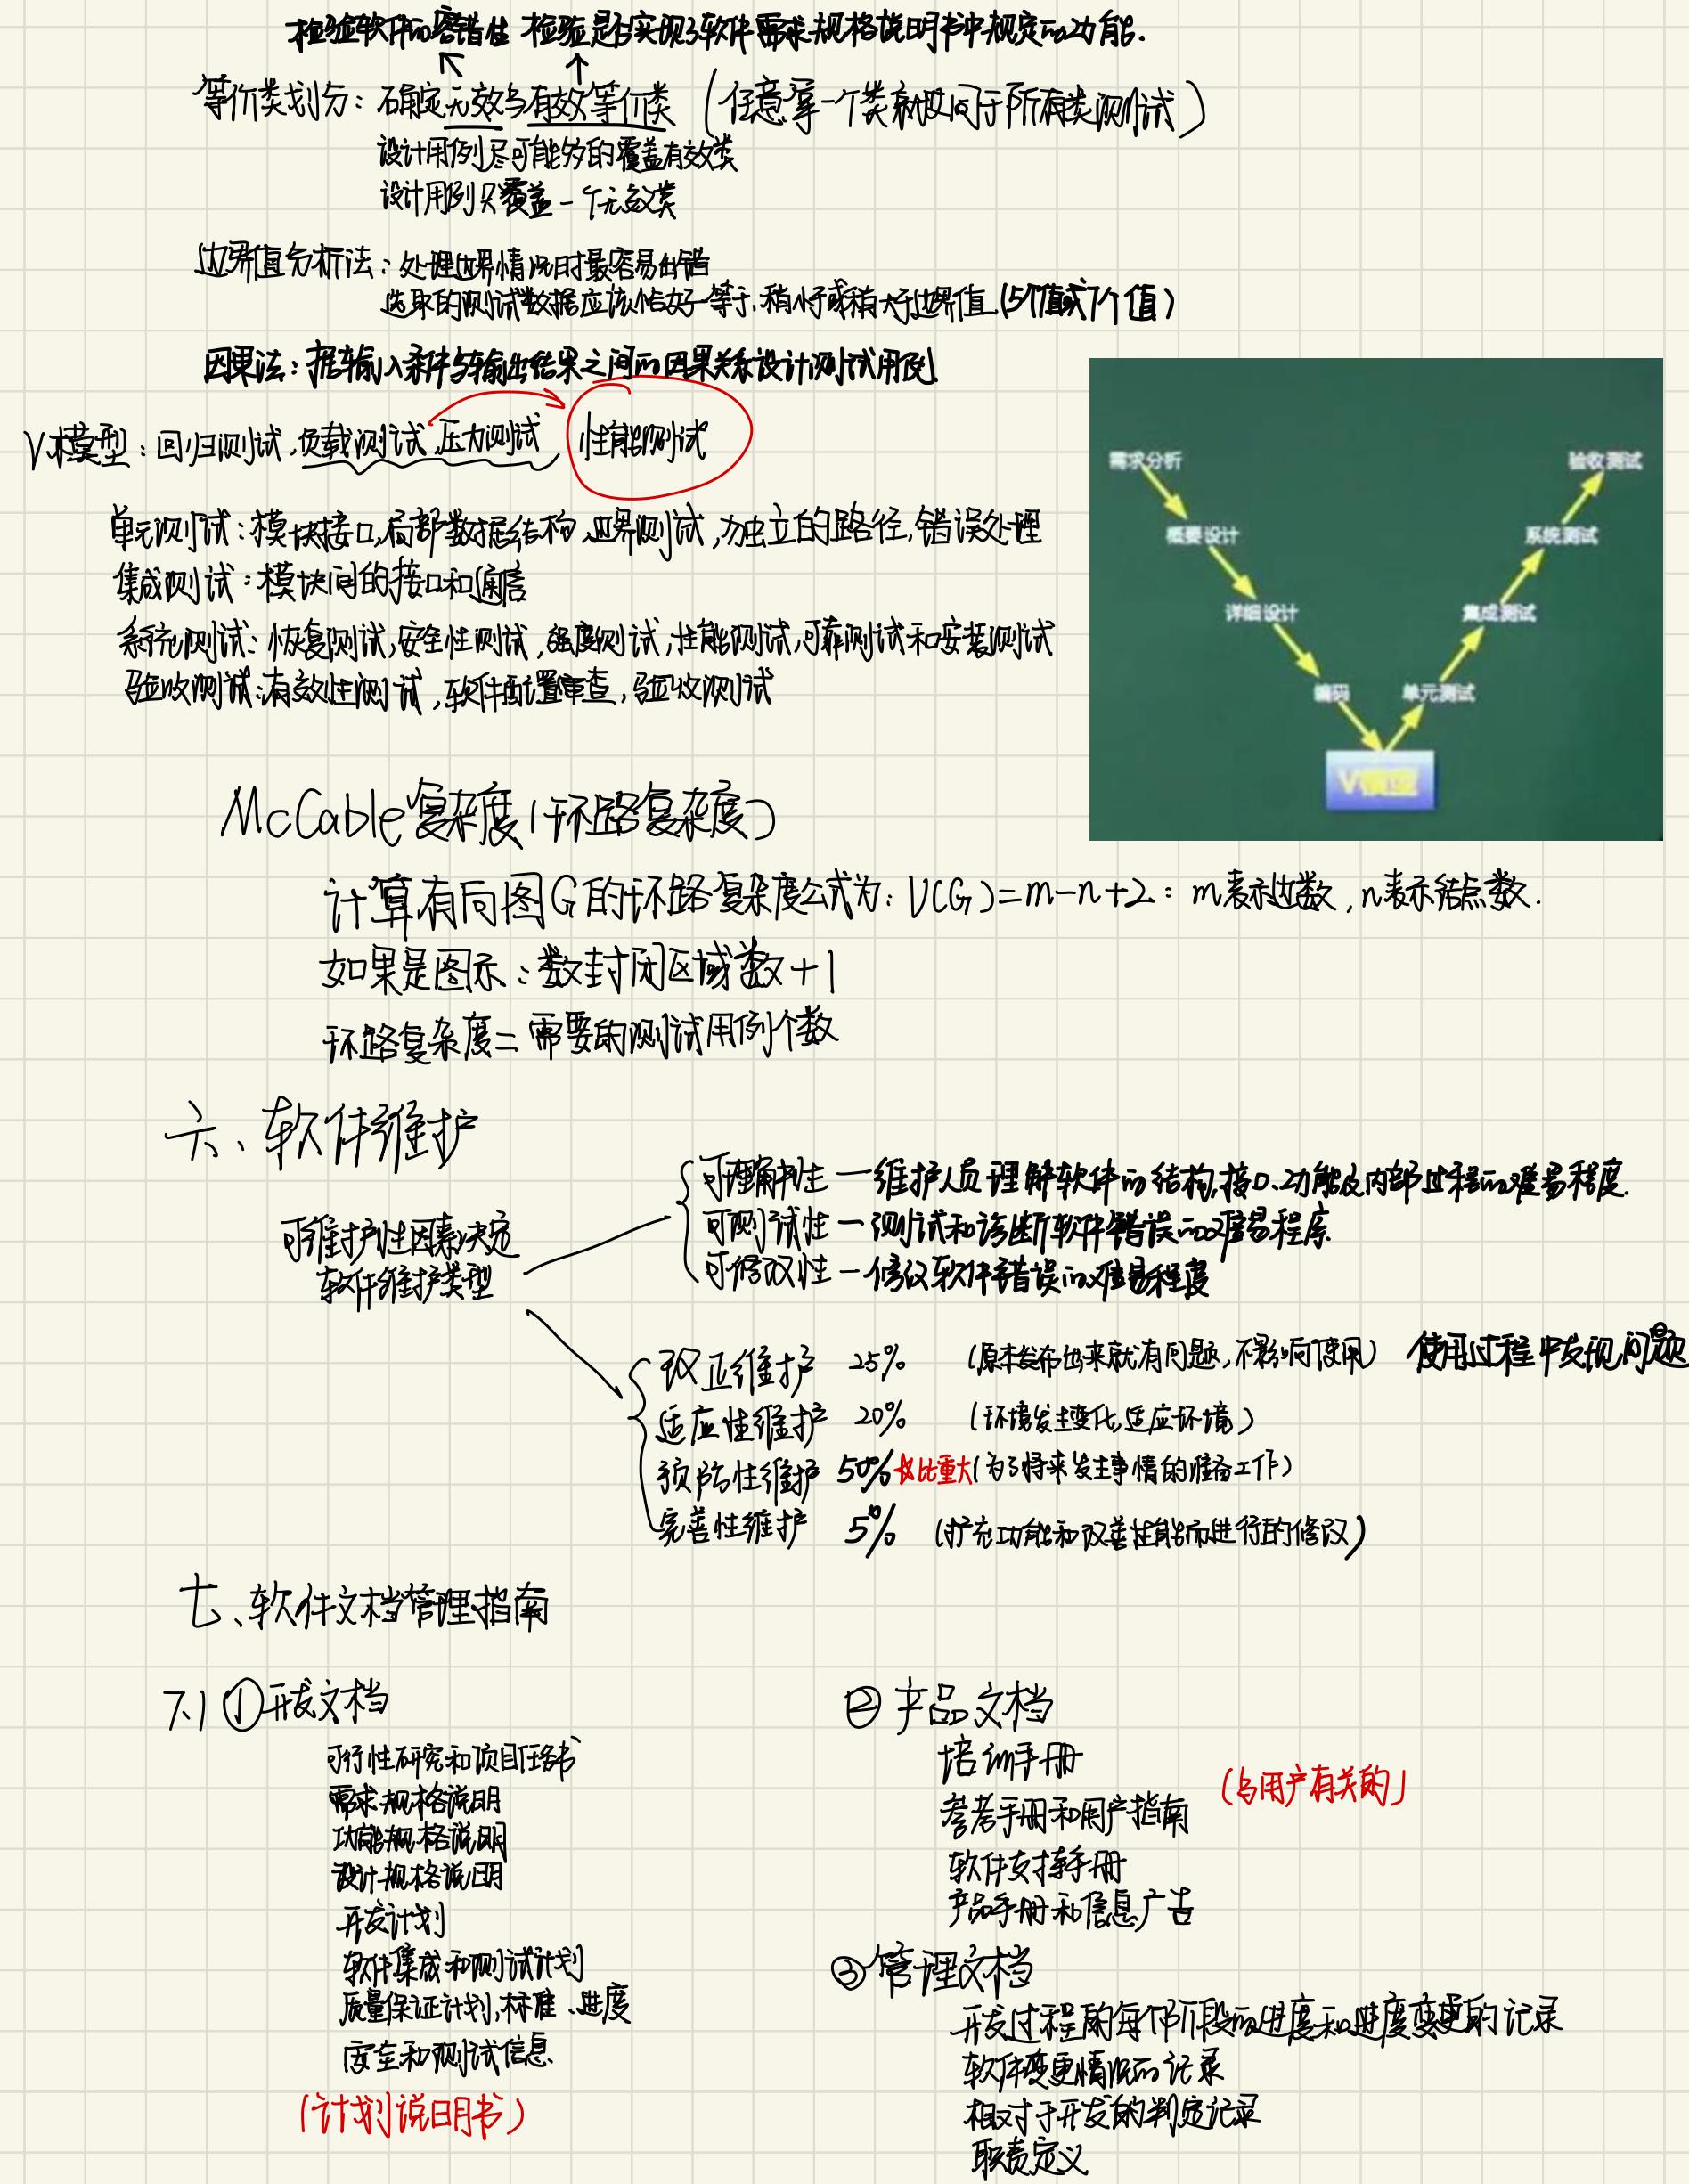 检验软件的容错性 检验是否实现了软件需求规格说明书中规定的功能.
等价类划分: 确定无效与有效等价类 (任意拿一个类就仅同于所有类测试)
设计用例尽可能多的覆盖有效类
设计用例只覆盖一个无效类
边界值分析法: 处理边界情况时最容易出错
选取的测试数据应该恰好等于、稍小于或稍大于边界值.(5个值或7个值)
因果法: 据输入条件与输出结果之间的因果关系设计测试用例
V模型: 回归测试,负载测试,压力测试 性能测试
单元测试: 模块接口,局部数据结构,边界测试,独立的路径,错误处理
集成测试: 模块间的接口和通信
系统测试: 恢复测试,安全性测试,强度测试,性能测试,可靠测试和安装测试
验收测试:有效性测试,软件配置审查,验收测试
需求分析
验收测试
概要设计
系统测试
详细设计
集成测试
编码
单元测试
V模型
McCable复杂度(环路复杂度)
计算有向图G的环路复杂度公式为: V(G)=m-n+2: m表示边数,n表示结点数.
如果是图示: 数封闭区域数+1
环路复杂度=需要的测试用例个数
六、软件维护
可维护性因素决定
软件维护类型
可理解性 — 维护人员理解软件的结构,接口、功能及内部过程的难易程度.
可测试性 — 测试和诊断软件错误的难易程序.
可修改性 — 修议软件错误的难易程度
改正维护 25% (原本发布出来就有问题,不影响使用) 使用过程中发现问题
适应性维护 20% (环境发生变化,适应环境)
预防性维护 50% 比重大 (为了将来发生事情的准备工作)
完善性维护 5% (扩充功能和改善性能而进行的修改)
七、软件文档管理指南
7.1 ①开发文档
可行性研究和项目任务书
需求规格说明
功能规格说明
设计规格说明
开发计划
软件集成和测试计划
质量保证计划,标准、进度
安全和测试信息
(计划说明书)
② 产品文档
培训手册
参考手册和用户指南
软件支持手册
产品手册和信息广告
(与用户有关的)
③管理文档
开发过程的每个阶段的进度和进度变更的记录
软件变更情况的记录
相对于开发的判定记录
职责定义